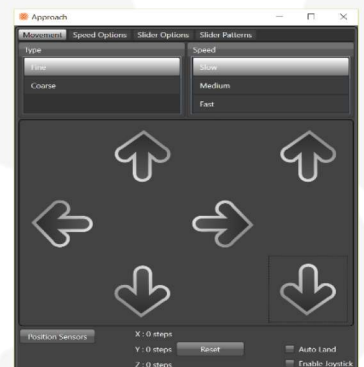 Approach
Movement Speed Options Slider Options Slider Patterns
Type Speed
Fine Slow
Coarse Medium
Fast
Position Sensors X : 0 steps
Y : 0 steps Reset Auto Land
Z : 0 steps Enable Joystick